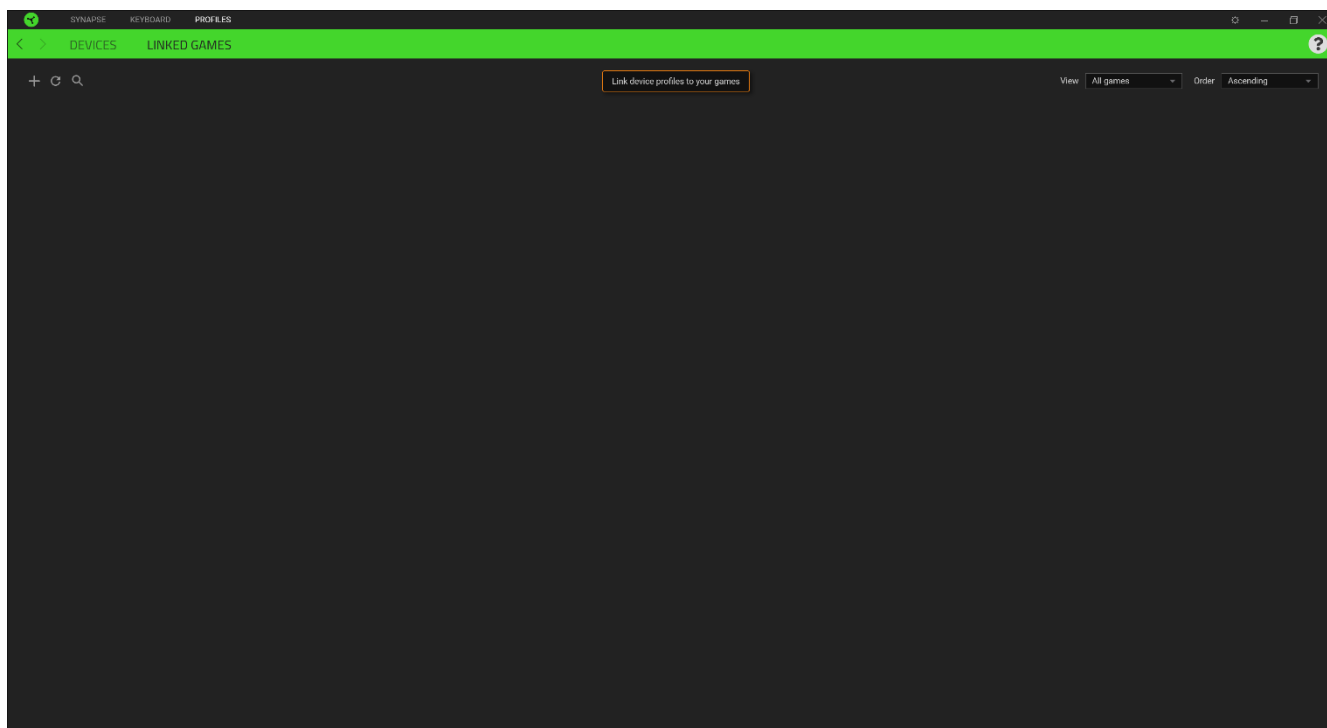 SYNAPSE KEYBOARD PROFILES
DEVICES LINKED GAMES ?
Link device profiles to your games View All games Order Ascending